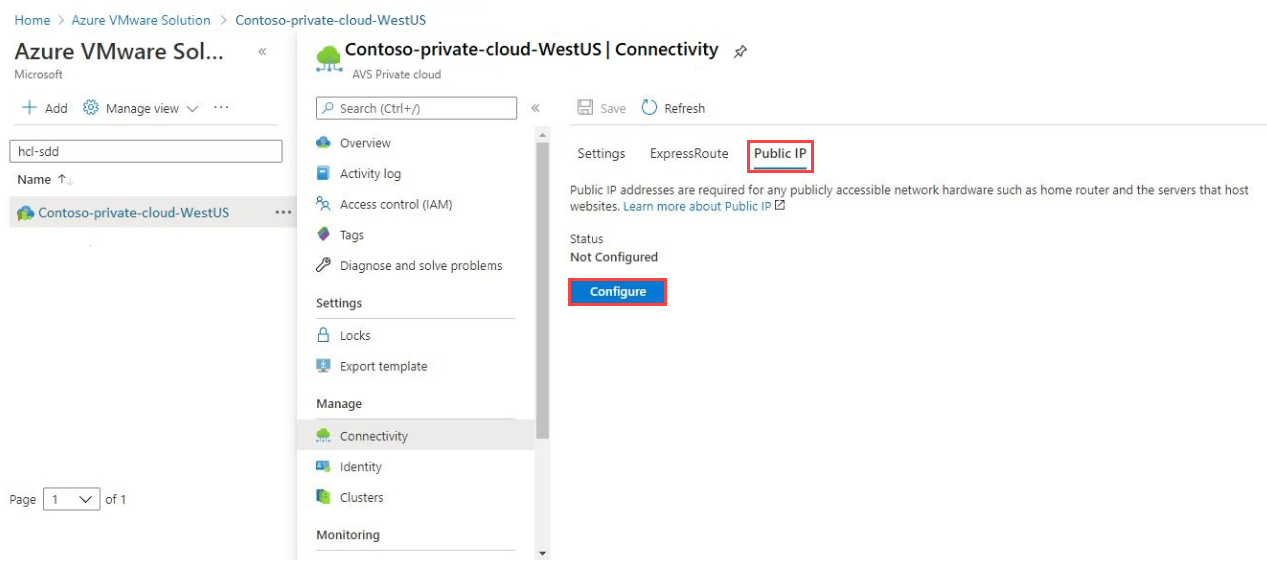 Home > Azure VMware Solution > Contoso-private-cloud-WestUS
Azure VMware Sol... «
Microsoft
Add Manage view ...
hcl-sdd
Name ↑↓
Contoso-private-cloud-WestUS ...
Page 1 of 1
Contoso-private-cloud-WestUS | Connectivity
AVS Private cloud
Search (Ctrl+/) «
Overview
Activity log
Access control (IAM)
Tags
Diagnose and solve problems
Settings
Locks
Export template
Manage
Connectivity
Identity
Clusters
Monitoring
Save Refresh
Settings ExpressRoute Public IP
Public IP addresses are required for any publicly accessible network hardware such as home router and the servers that host
websites. Learn more about Public IP
Status
Not Configured
Configure